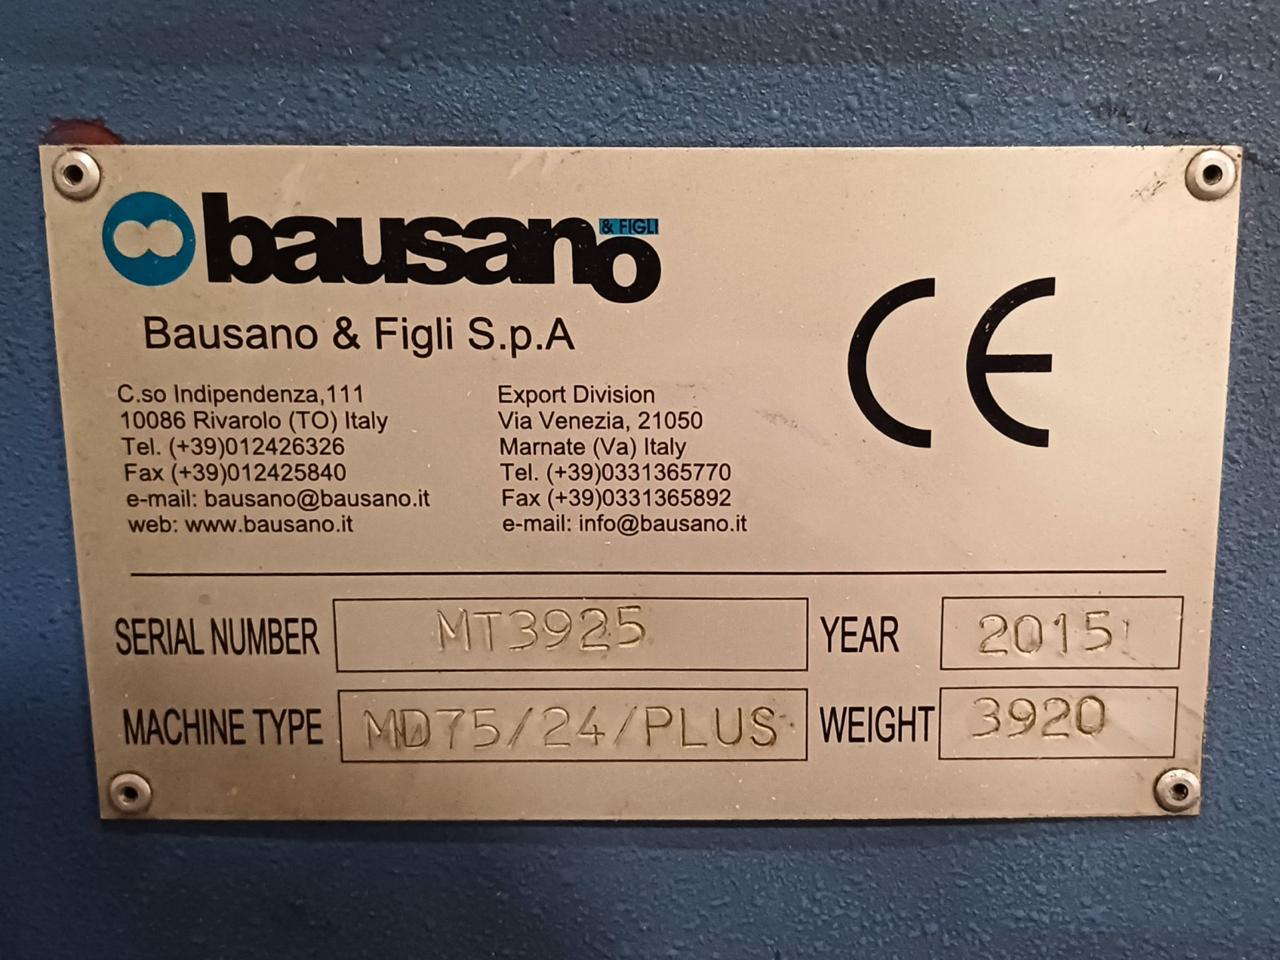 bausano & FIGLI
Bausano & Figli S.p.A
C.so Indipendenza,111
10086 Rivarolo (TO) Italy
Tel. (+39)012426326
Fax (+39)012425840
e-mail: bausano@bausano.it
web: www.bausano.it
Export Division
Via Venezia, 21050
Marnate (Va) Italy
Tel. (+39)0331365770
Fax (+39)0331365892
e-mail: info@bausano.it
CE
SERIAL NUMBER MT3925 YEAR 2015
MACHINE TYPE MD75/24/PLUS WEIGHT 3920